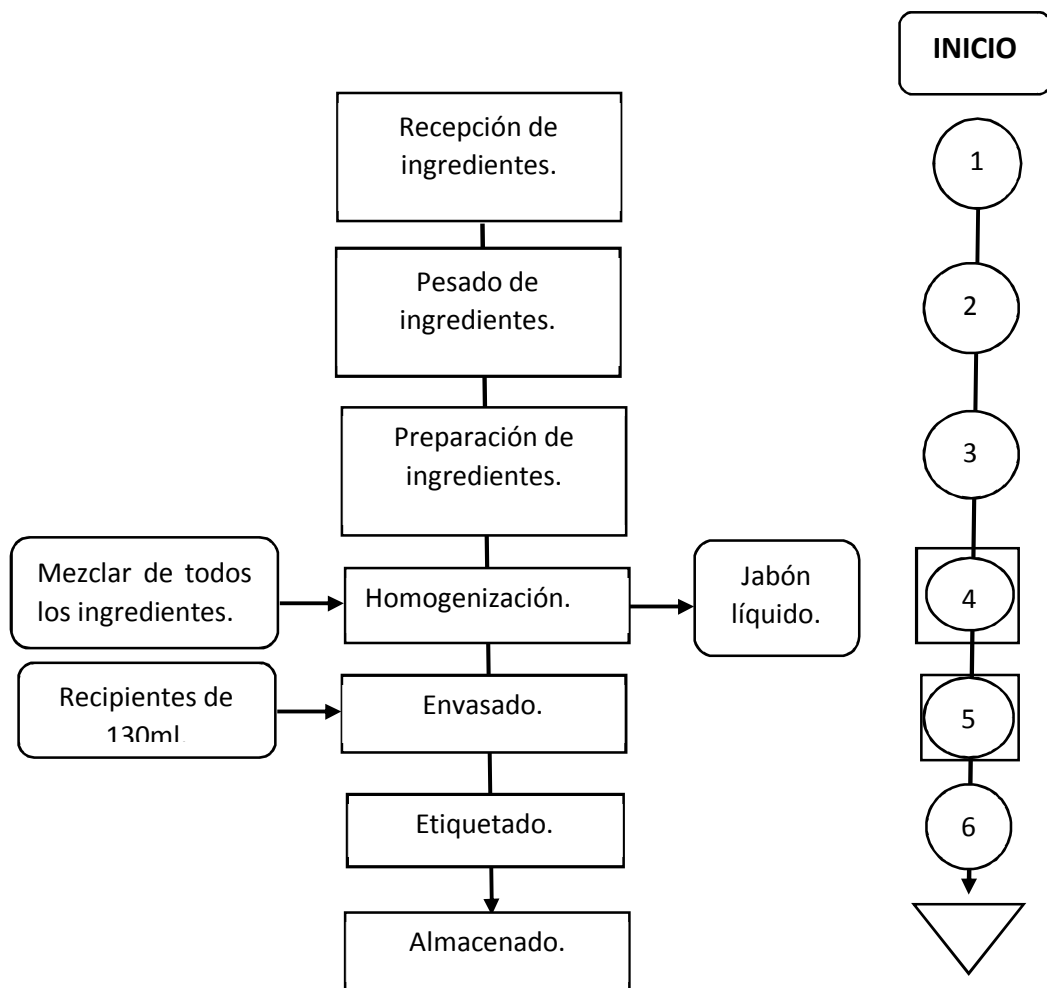 INICIO
Recepción de
ingredientes.
1
Pesado de
ingredientes.
2
Preparación de
ingredientes.
3
Mezclar de todos
los ingredientes.
Homogenización.
Jabón
líquido.
4
Recipientes de
130ml.
Envasado.
5
Etiquetado.
6
Almacenado.